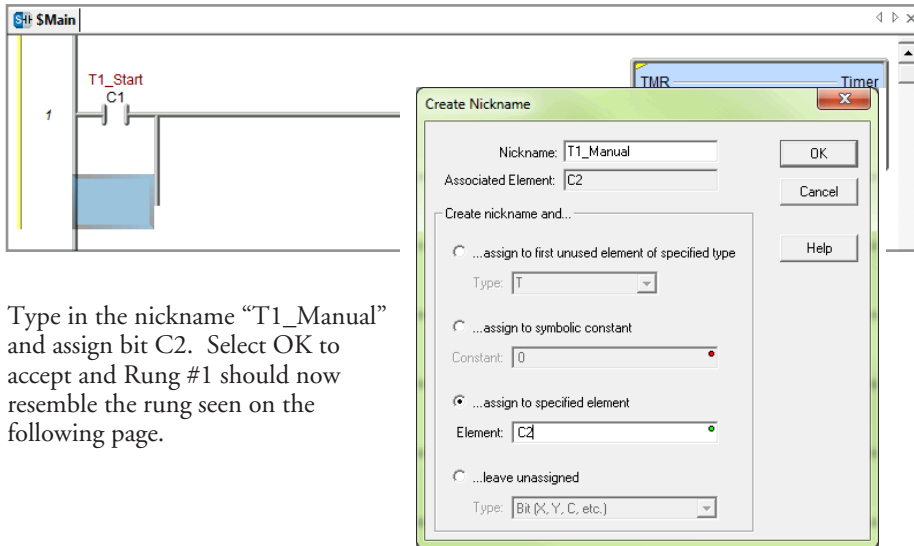 $Main
T1_Start
C1
1
TMR Timer
Create Nickname
Nickname: T1_Manual
OK
Associated Element: C2
Cancel
Create nickname and...
Help
...assign to first unused element of specified type
Type: T
...assign to symbolic constant
Constant: 0
...assign to specified element
Element: C2
...leave unassigned
Type: Bit (X, Y, C, etc.)
Type in the nickname “T1_Manual”
and assign bit C2. Select OK to
accept and Rung #1 should now
resemble the rung seen on the
following page.